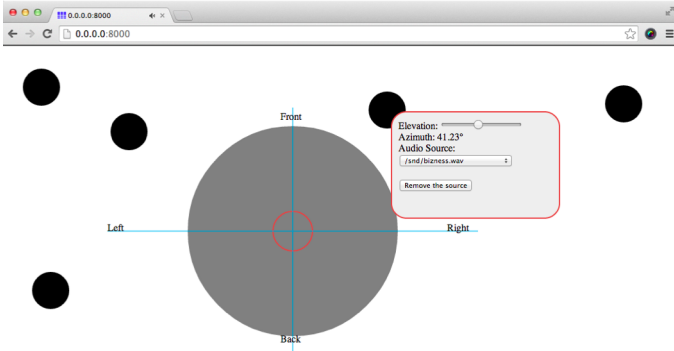 0.0.0.0:8000
0.0.0.0:8000
Front
Elevation:
Azimuth: 41.23°
Audio Source:
/snd/bizness.wav
Remove the source
Left
Right
Back